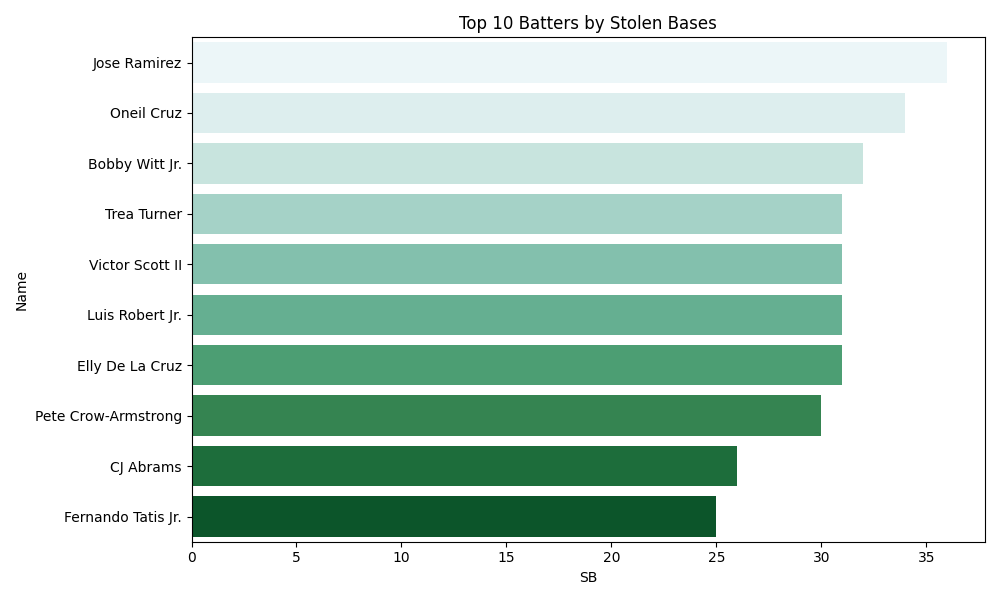 Top 10 Batters by Stolen Bases
Name
Jose Ramirez
Oneil Cruz
Bobby Witt Jr.
Trea Turner
Victor Scott II
Luis Robert Jr.
Elly De La Cruz
Pete Crow-Armstrong
CJ Abrams
Fernando Tatis Jr.
0 5 10 15 20 25 30 35
SB